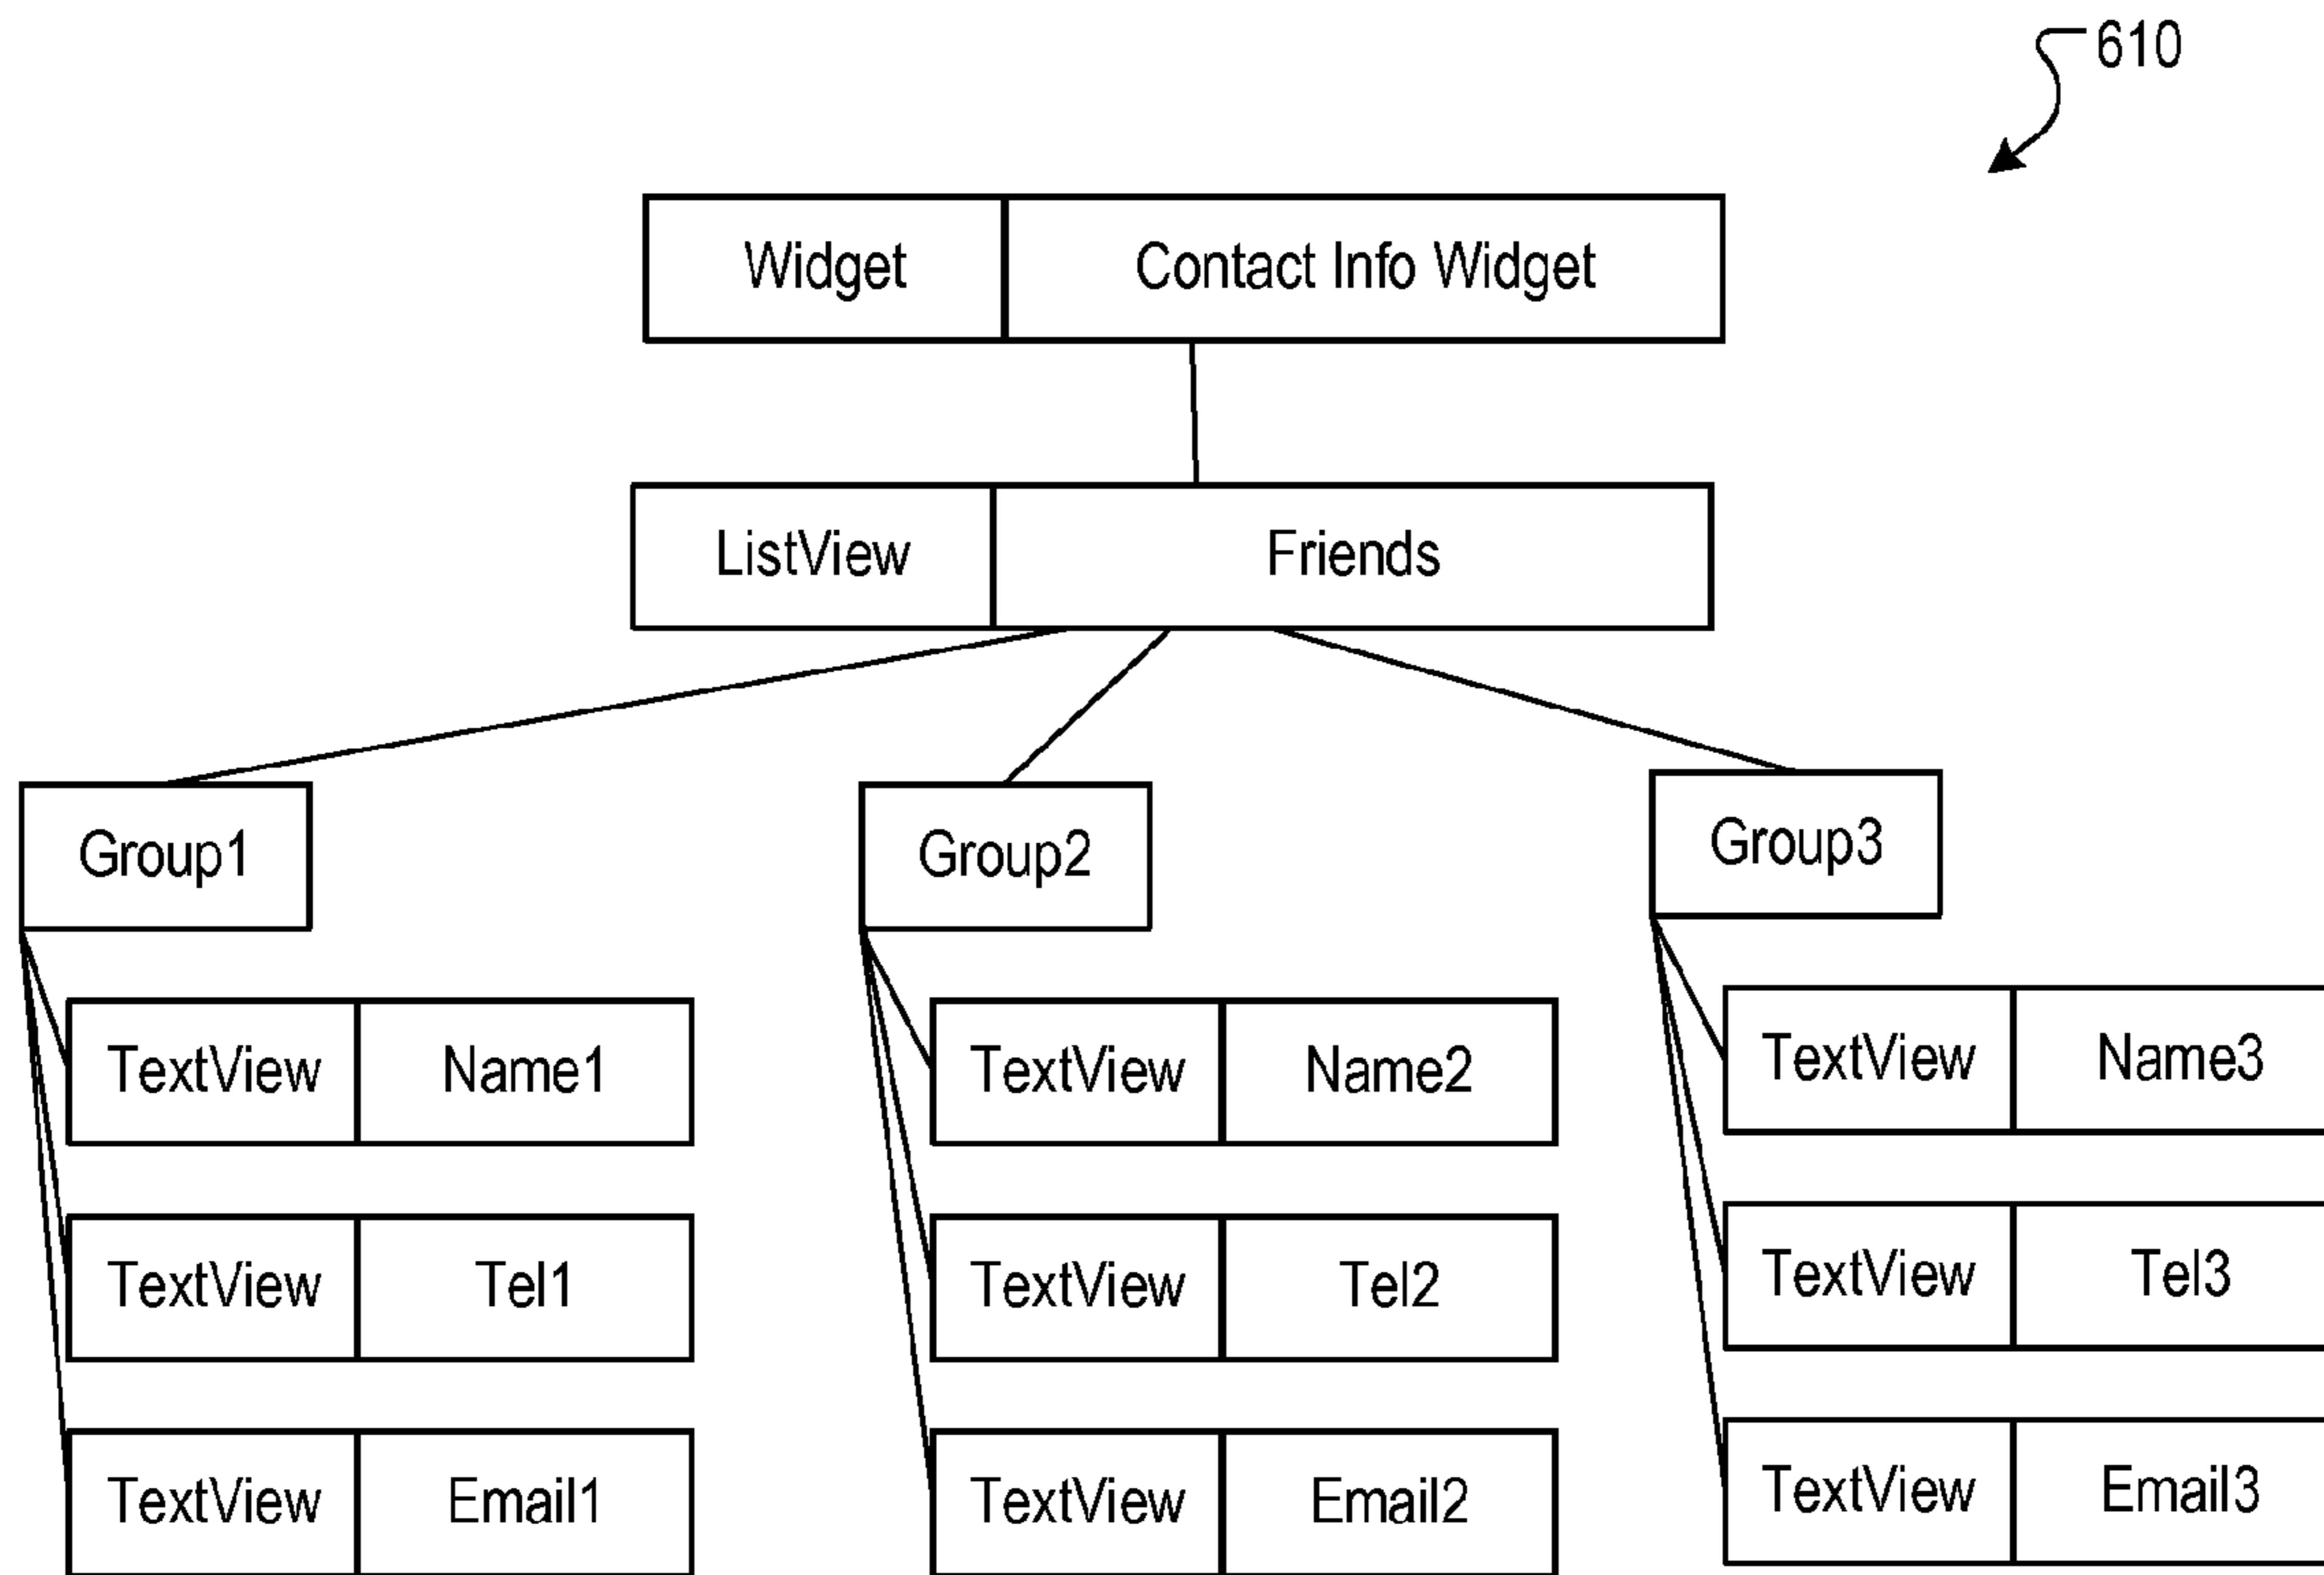 610
Widget Contact Info Widget
ListView Friends
Group1 Group2 Group3
TextView Name1 TextView Name2 TextView Name3
TextView Tel1 TextView Tel2 TextView Tel3
TextView Email1 TextView Email2 TextView Email3